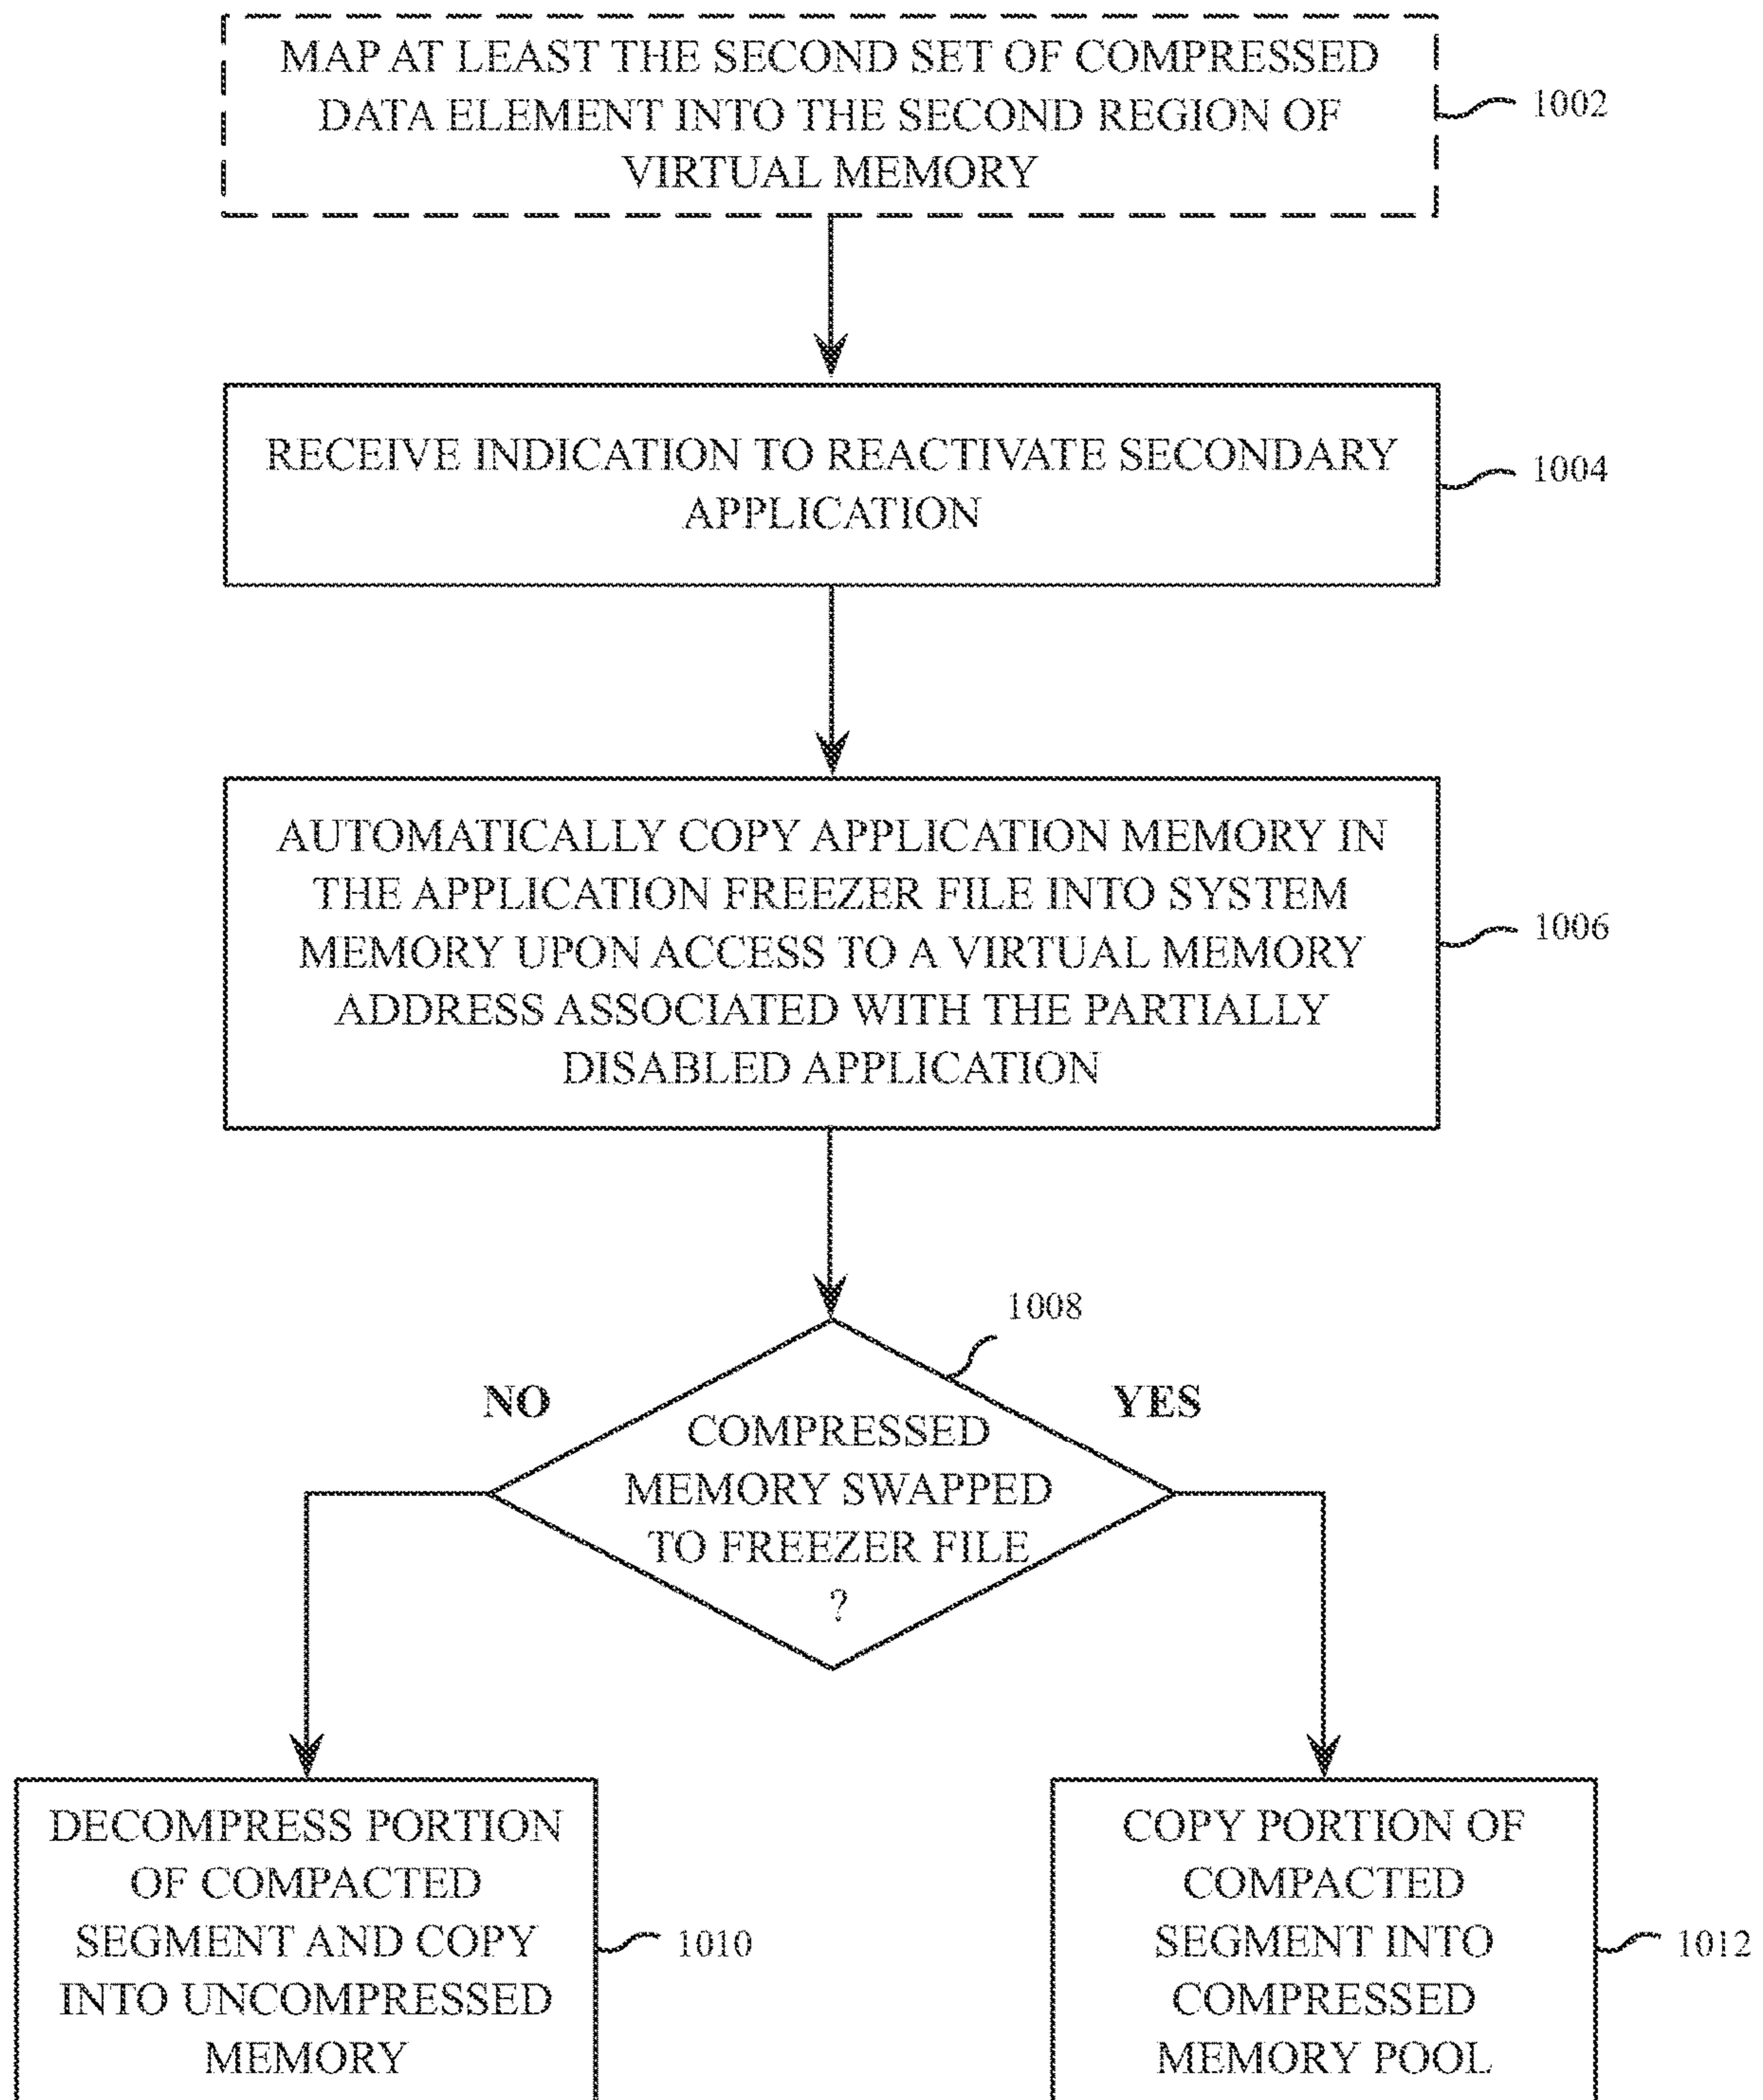 MAP AT LEAST THE SECOND SET OF COMPRESSED
DATA ELEMENT INTO THE SECOND REGION OF
VIRTUAL MEMORY
1002
RECEIVE INDICATION TO REACTIVATE SECONDARY
APPLICATION
1004
AUTOMATICALLY COPY APPLICATION MEMORY IN
THE APPLICATION FREEZER FILE INTO SYSTEM
MEMORY UPON ACCESS TO A VIRTUAL MEMORY
ADDRESS ASSOCIATED WITH THE PARTIALLY
DISABLED APPLICATION
1006
1008
NO
YES
COMPRESSED
MEMORY SWAPPED
TO FREEZER FILE
?
DECOMPRESS PORTION
OF COMPACTED
SEGMENT AND COPY
INTO UNCOMPRESSED
MEMORY
1010
COPY PORTION OF
COMPACTED
SEGMENT INTO
COMPRESSED
MEMORY POOL
1012